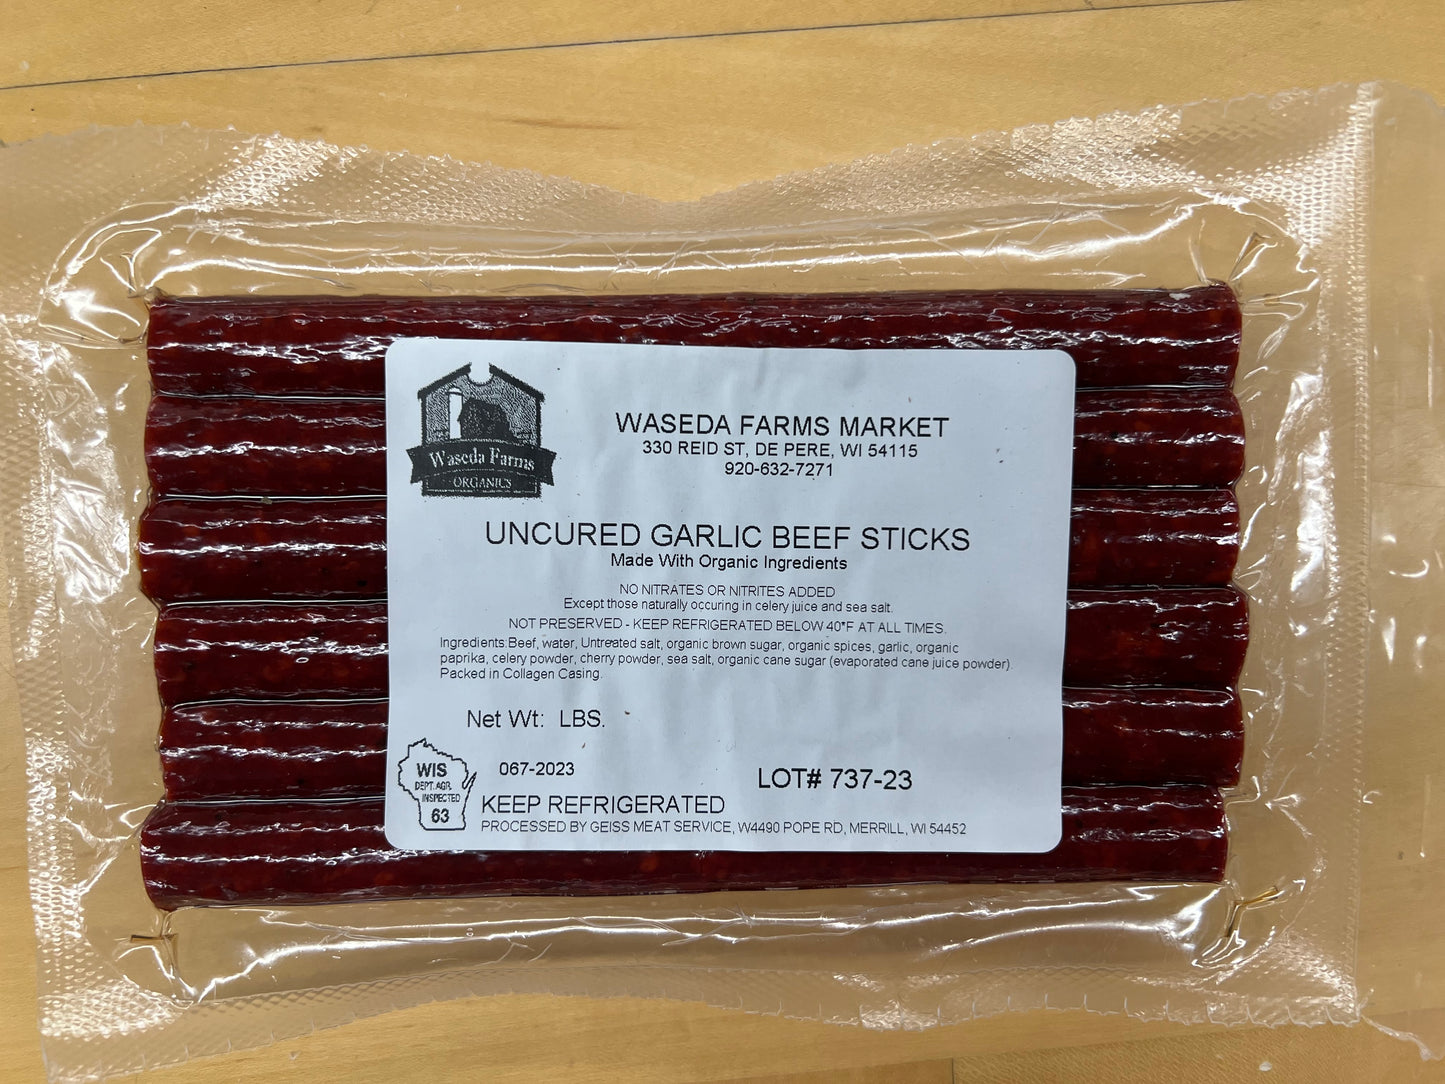 Waseda Farms
ORGANICS
WASEDA FARMS MARKET
330 REID ST, DE PERE, WI 54115
920-632-7271
UNCURED GARLIC BEEF STICKS
Made With Organic Ingredients
NO NITRATES OR NITRITES ADDED
Except those naturally occuring in celery juice and sea salt.
NOT PRESERVED - KEEP REFRIGERATED BELOW 40°F AT ALL TIMES.
Ingredients:Beef, water, Untreated salt, organic brown sugar, organic spices, garlic, organic
paprika, celery powder, cherry powder, sea salt, organic cane sugar (evaporated cane juice powder)
Packed in Collagen Casing.
Net Wt: LBS.
WIS
DEPT. AGR.
INSPECTED
63
067-2023
LOT# 737-23
KEEP REFRIGERATED
PROCESSED BY GEISS MEAT SERVICE, W4490 POPE RD, MERRILL, WI 54452